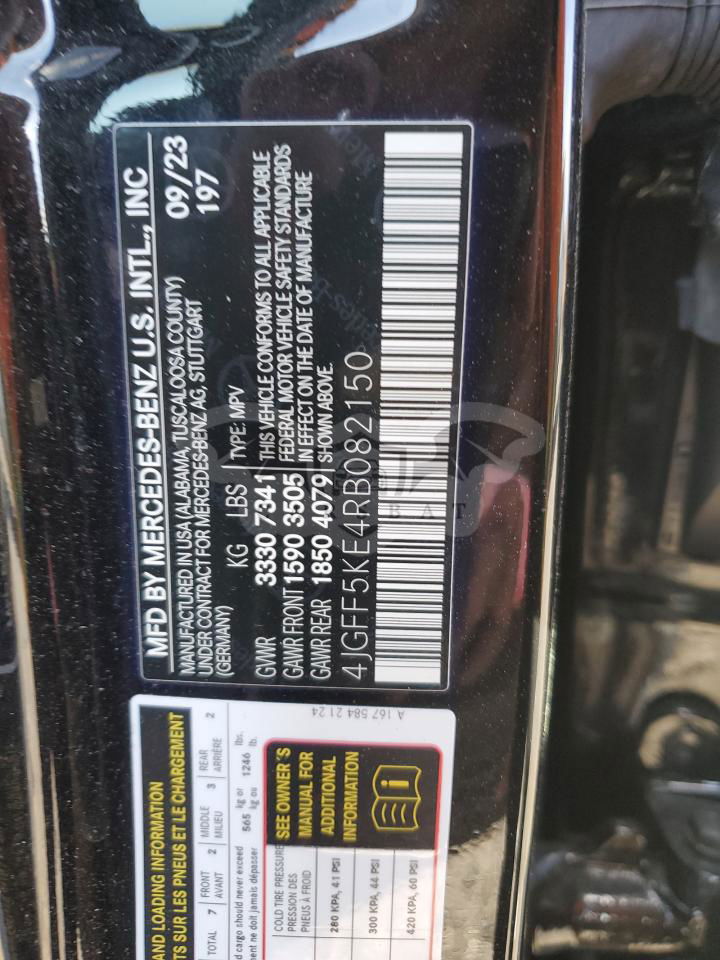 MFD BY MERCEDES-BENZ U.S. INTL., INC
MANUFACTURED IN USA (ALABAMA, TUSCALOOSA COUNTY) 09/23
UNDER CONTRACT FOR MERCEDES-BENZ AG, STUTTGART 197
(GERMANY)
KG LBS TYPE: MPV
GVWR 3330 7341 THIS VEHICLE CONFORMS TO ALL APPLICABLE
GAWR FRONT 1590 3505 FEDERAL MOTOR VEHICLE SAFETY STANDARDS
GAWR REAR 1850 4079 IN EFFECT ON THE DATE OF MANUFACTURE
SHOWN ABOVE.
4JGFF5KE4RB082150
BAT
AND LOADING INFORMATION
TS SUR LES PNEUS ET LE CHARGEMENT
TOTAL 7 FRONT 2 MIDDLE 3 REAR 2
AVANT MILIEU ARRIÈRE
d cargo should never exceed 565 kg or 1246 lbs.
ment ne doit jamais dépasser kg ou lb.
COLD TIRE PRESSURE
PRESSION DES
PNEUS À FROID
280 KPA, 41 PSI
300 KPA, 44 PSI
420 KPA, 60 PSI
SEE OWNER'S
MANUAL FOR
ADDITIONAL
INFORMATION
A 167 584 21 24